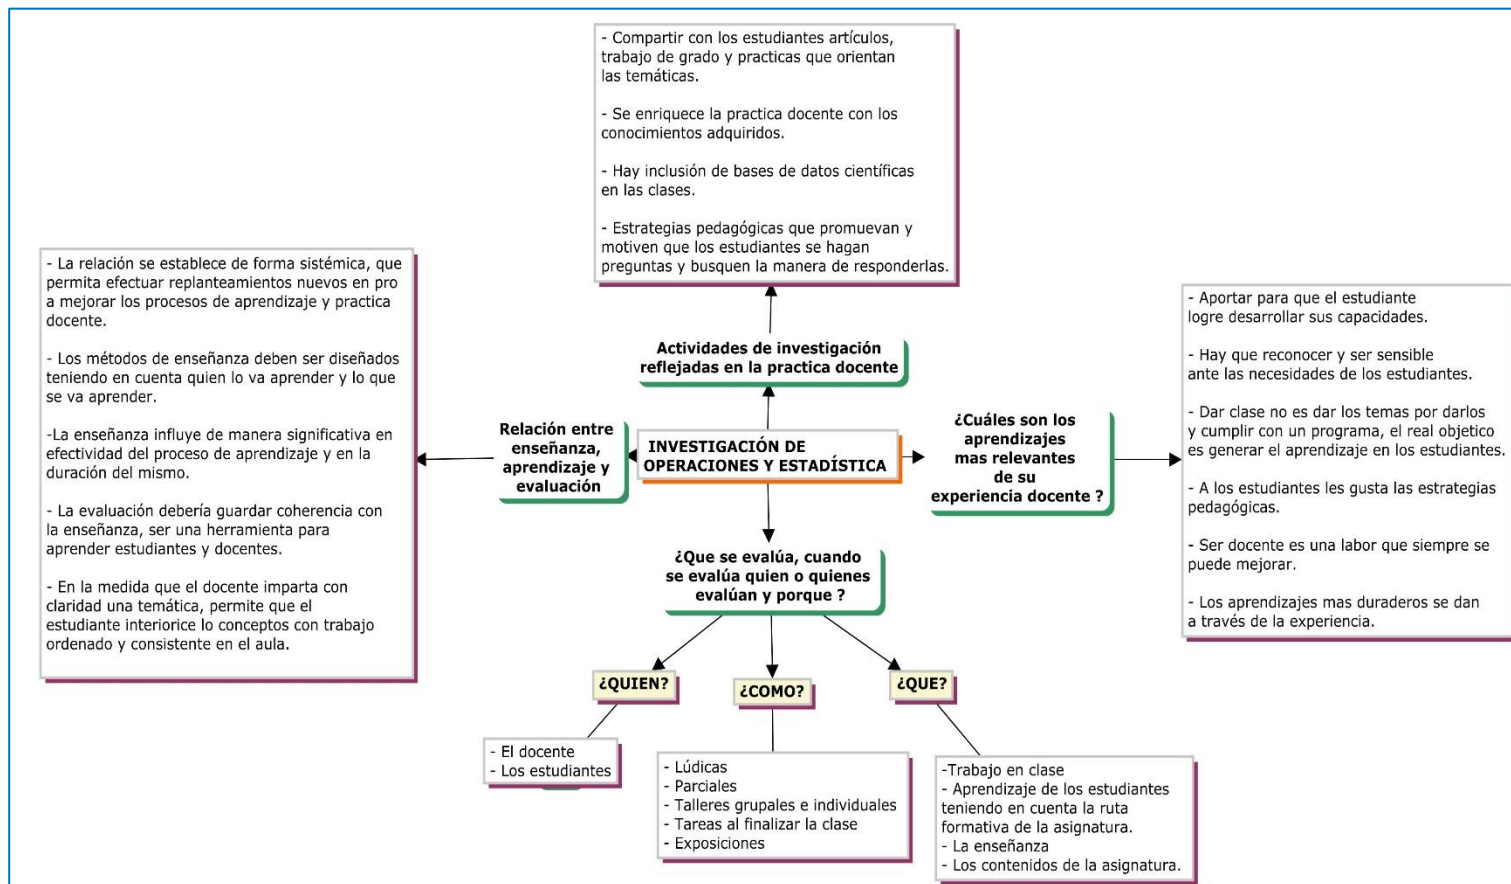 - Compartir con los estudiantes artículos,
trabajo de grado y practicas que orientan
las temáticas.
- Se enriquece la practica docente con los
conocimientos adquiridos.
- Hay inclusión de bases de datos científicas
en las clases.
- Estrategias pedagógicas que promuevan y
motiven que los estudiantes se hagan
preguntas y busquen la manera de responderlas.
Actividades de investigación
reflejadas en la practica docente
- La relación se establece de forma sistémica, que
permita efectuar replanteamientos nuevos en pro
a mejorar los procesos de aprendizaje y practica
docente.
- Los métodos de enseñanza deben ser diseñados
teniendo en cuenta quien lo va aprender y lo que
se va aprender.
-La enseñanza influye de manera significativa en
efectividad del proceso de aprendizaje y en la
duración del mismo.
- La evaluación debería guardar coherencia con
la enseñanza, ser una herramienta para
aprender estudiantes y docentes.
- En la medida que el docente imparta con
claridad una temática, permite que el
estudiante interiorice lo conceptos con trabajo
ordenado y consistente en el aula.
Relación entre
enseñanza,
aprendizaje y
evaluación
INVESTIGACIÓN DE
OPERACIONES Y ESTADÍSTICA
¿Cuáles son los
aprendizajes
mas relevantes
de su
experiencia docente ?
- Aportar para que el estudiante
logre desarrollar sus capacidades.
- Hay que reconocer y ser sensible
ante las necesidades de los estudiantes.
- Dar clase no es dar los temas por darlos
y cumplir con un programa, el real objetico
es generar el aprendizaje en los estudiantes.
- A los estudiantes les gusta las estrategias
pedagógicas.
- Ser docente es una labor que siempre se
puede mejorar.
- Los aprendizajes mas duraderos se dan
a través de la experiencia.
¿Que se evalúa, cuando
se evalúa quien o quienes
evalúan y porque ?
¿QUIEN?
- El docente
- Los estudiantes
¿COMO?
- Lúdicas
- Parciales
- Talleres grupales e individuales
- Tareas al finalizar la clase
- Exposiciones
¿QUE?
-Trabajo en clase
- Aprendizaje de los estudiantes
teniendo en cuenta la ruta
formativa de la asignatura.
- La enseñanza
- Los contenidos de la asignatura.